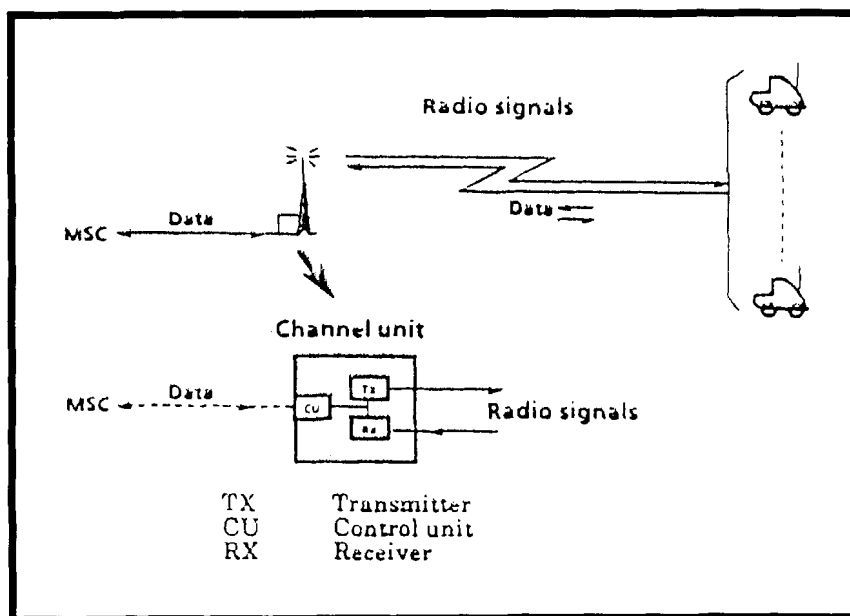 Radio signals
Data
MSC
Data
Channel unit
MSC
Data
CU
Tx
Rx
Radio signals
TX Transmitter
CU Control unit
RX Receiver